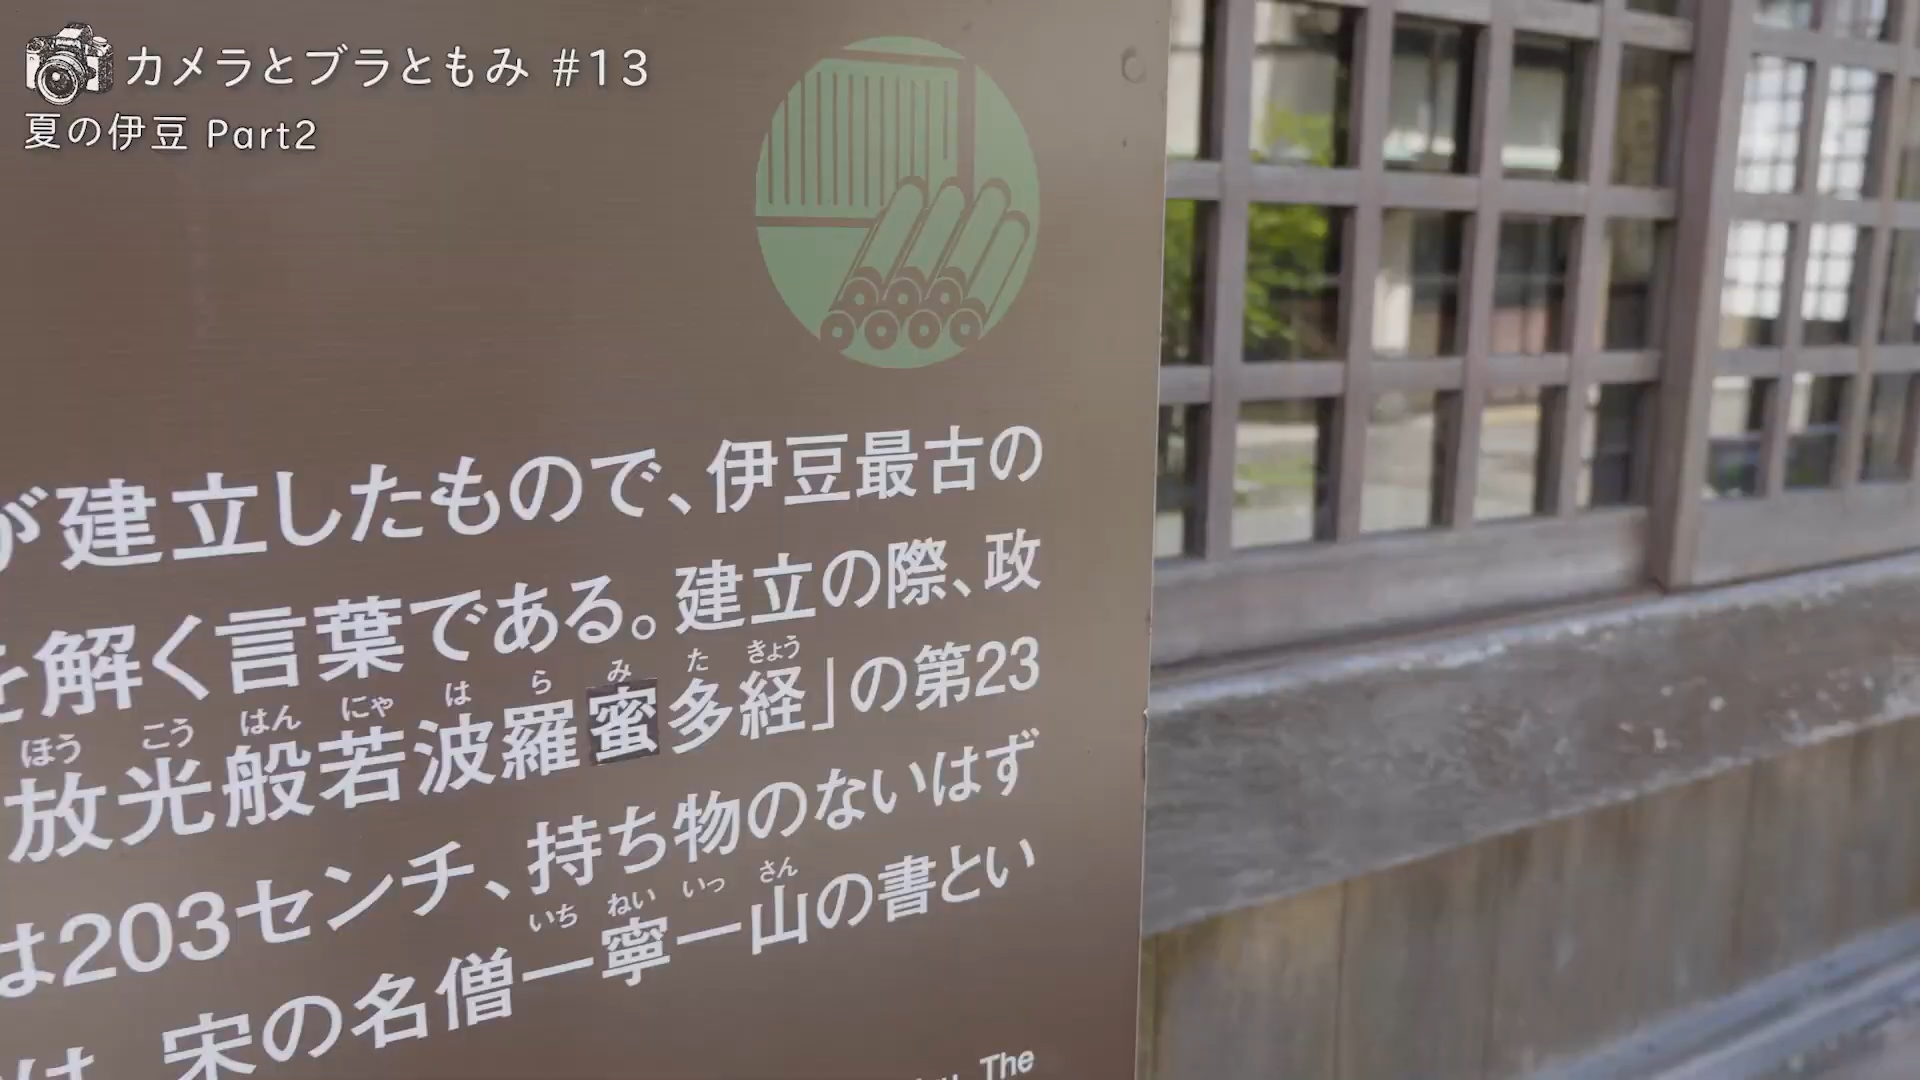 カメラとブラともみ #13
夏の伊豆 Part2
が建立したもので、伊豆最古の
を解く言葉である。建立の際、政
ほう こう はん にゃ は ら み た きょう
放光般若波羅蜜多経」の第23
は203センチ、持ち物のないはず
いち ねい いっ さん
は、宋の名僧一寧一山の書とい
The